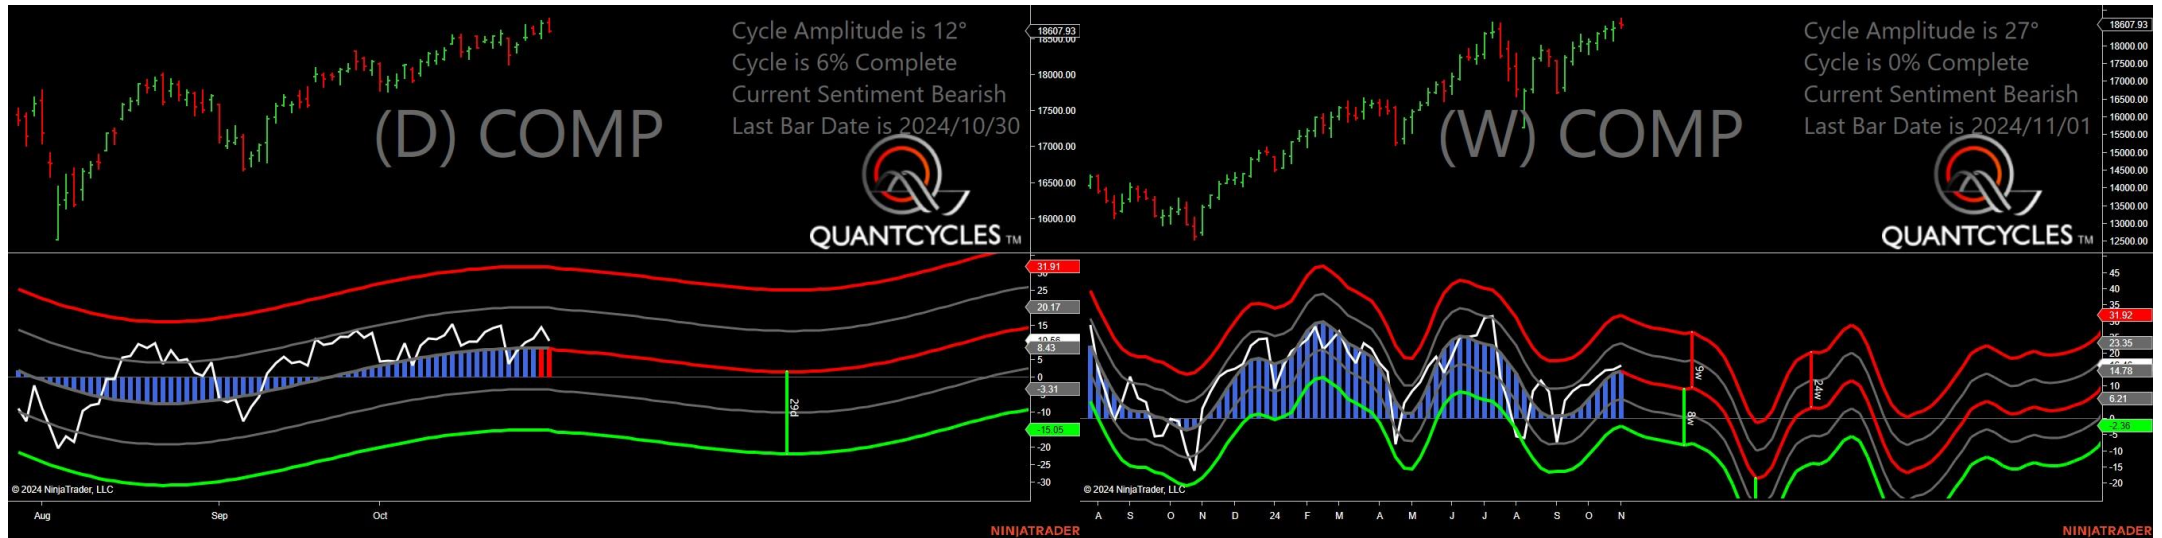 Cycle Amplitude is 12°
Cycle is 6% Complete
Current Sentiment Bearish
Last Bar Date is 2024/10/30
(D) COMP
QUANTCYCLES TM
18607.93
18500.00
18000.00
17500.00
17000.00
16500.00
16000.00
31.91
30
25
20.17
15
10.56
8.43
5
0
-3.31
-10
-15.05
-20
-25
-30
29d
© 2024 NinjaTrader, LLC
Aug Sep Oct
NINJATRADER
Cycle Amplitude is 27°
Cycle is 0% Complete
Current Sentiment Bearish
Last Bar Date is 2024/11/01
(W) COMP
QUANTCYCLES TM
18607.93
18000.00
17500.00
17000.00
16500.00
16000.00
15500.00
15000.00
14500.00
14000.00
13500.00
13000.00
12500.00
45
40
35
31.92
30
23.35
20
14.78
10
6.21
0
-2.36
-5
-10
-15
-20
9w
8w
24w
© 2024 NinjaTrader, LLC
A S O N D 24 F M A M J J A S O N
NINJATRADER